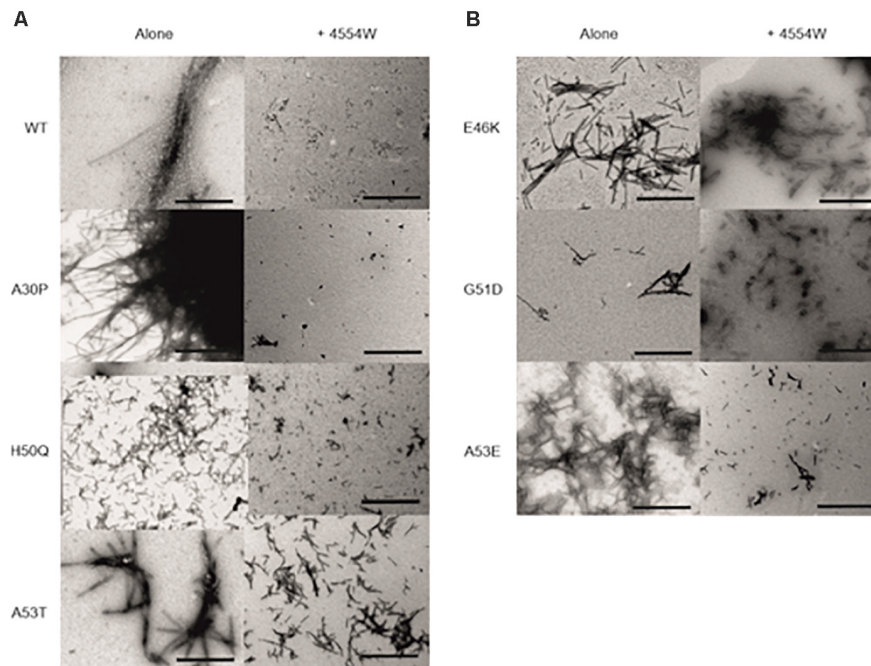 A
Alone + 4554W
WT
A30P
H50Q
A53T
B
Alone + 4554W
E46K
G51D
A53E